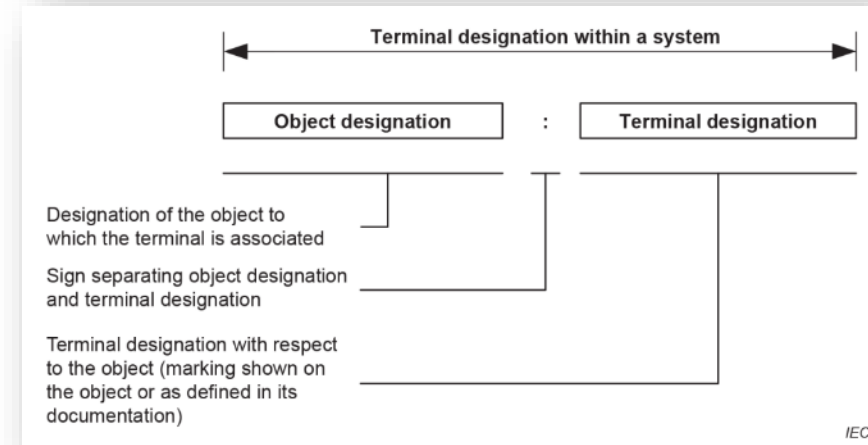 Terminal designation within a system
Object designation : Terminal designation
Designation of the object to
which the terminal is associated
Sign separating object designation
and terminal designation
Terminal designation with respect
to the object (marking shown on
the object or as defined in its
documentation)
IEC